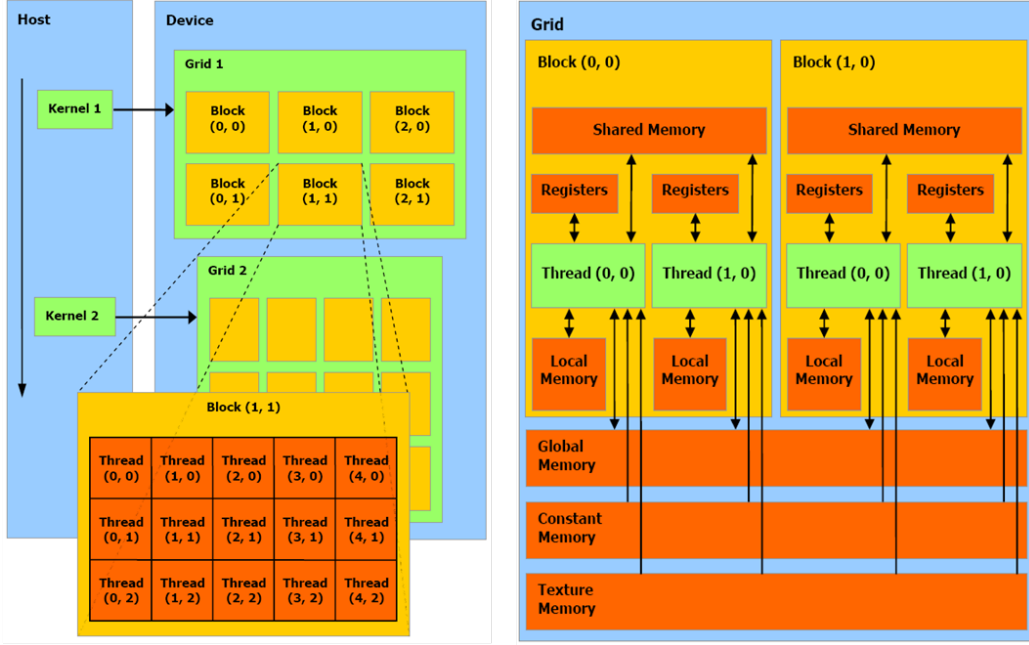 Host
Device
Grid 1
Kernel 1
Block
(0, 0)
Block
(1, 0)
Block
(2, 0)
Block
(0, 1)
Block
(1, 1)
Block
(2, 1)
Grid 2
Kernel 2
Block (1, 1)
Thread
(0, 0)
Thread
(1, 0)
Thread
(2, 0)
Thread
(3, 0)
Thread
(4, 0)
Thread
(0, 1)
Thread
(1, 1)
Thread
(2, 1)
Thread
(3, 1)
Thread
(4, 1)
Thread
(0, 2)
Thread
(1, 2)
Thread
(2, 2)
Thread
(3, 2)
Thread
(4, 2)
Grid
Block (0, 0)
Shared Memory
Registers
Registers
Thread (0, 0)
Thread (1, 0)
Local
Memory
Local
Memory
Block (1, 0)
Shared Memory
Registers
Registers
Thread (0, 0)
Thread (1, 0)
Local
Memory
Local
Memory
Global
Memory
Constant
Memory
Texture
Memory